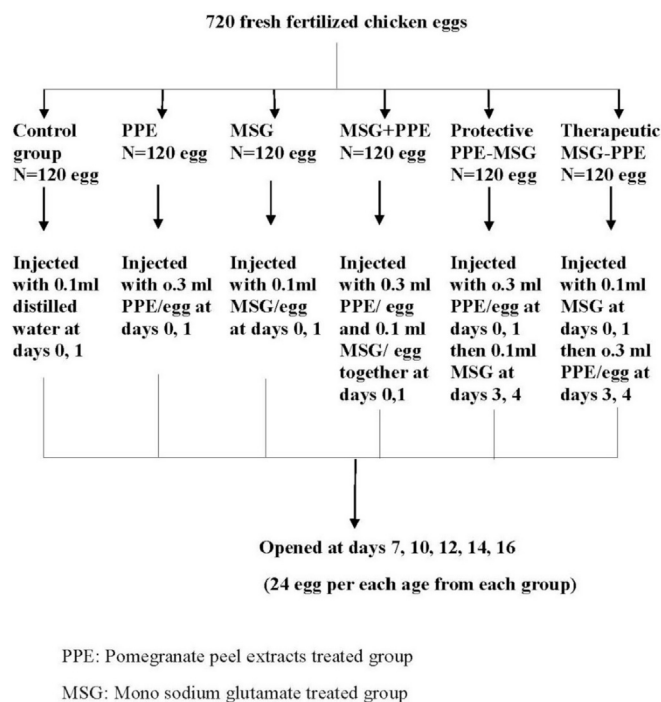 720 fresh fertilized chicken eggs
Control
group
N=120 egg
PPE
N=120 egg
MSG
N=120 egg
MSG+PPE
N=120 egg
Protective
PPE-MSG
N=120 egg
Therapeutic
MSG-PPE
N=120 egg
Injected
with 0.1ml
distilled
water at
days 0, 1
Injected
with o.3 ml
PPE/egg at
days 0, 1
Injected
with 0.1ml
MSG/egg
at days 0, 1
Injected
with 0.3 ml
PPE/ egg
and 0.1 ml
MSG/ egg
together at
days 0,1
Injected
with o.3 ml
PPE/egg at
days 0, 1
then 0.1ml
MSG at
days 3, 4
Injected
with 0.1ml
MSG at
days 0, 1
then o.3 ml
PPE/egg at
days 3, 4
Opened at days 7, 10, 12, 14, 16
(24 egg per each age from each group)
PPE: Pomegranate peel extracts treated group
MSG: Mono sodium glutamate treated group